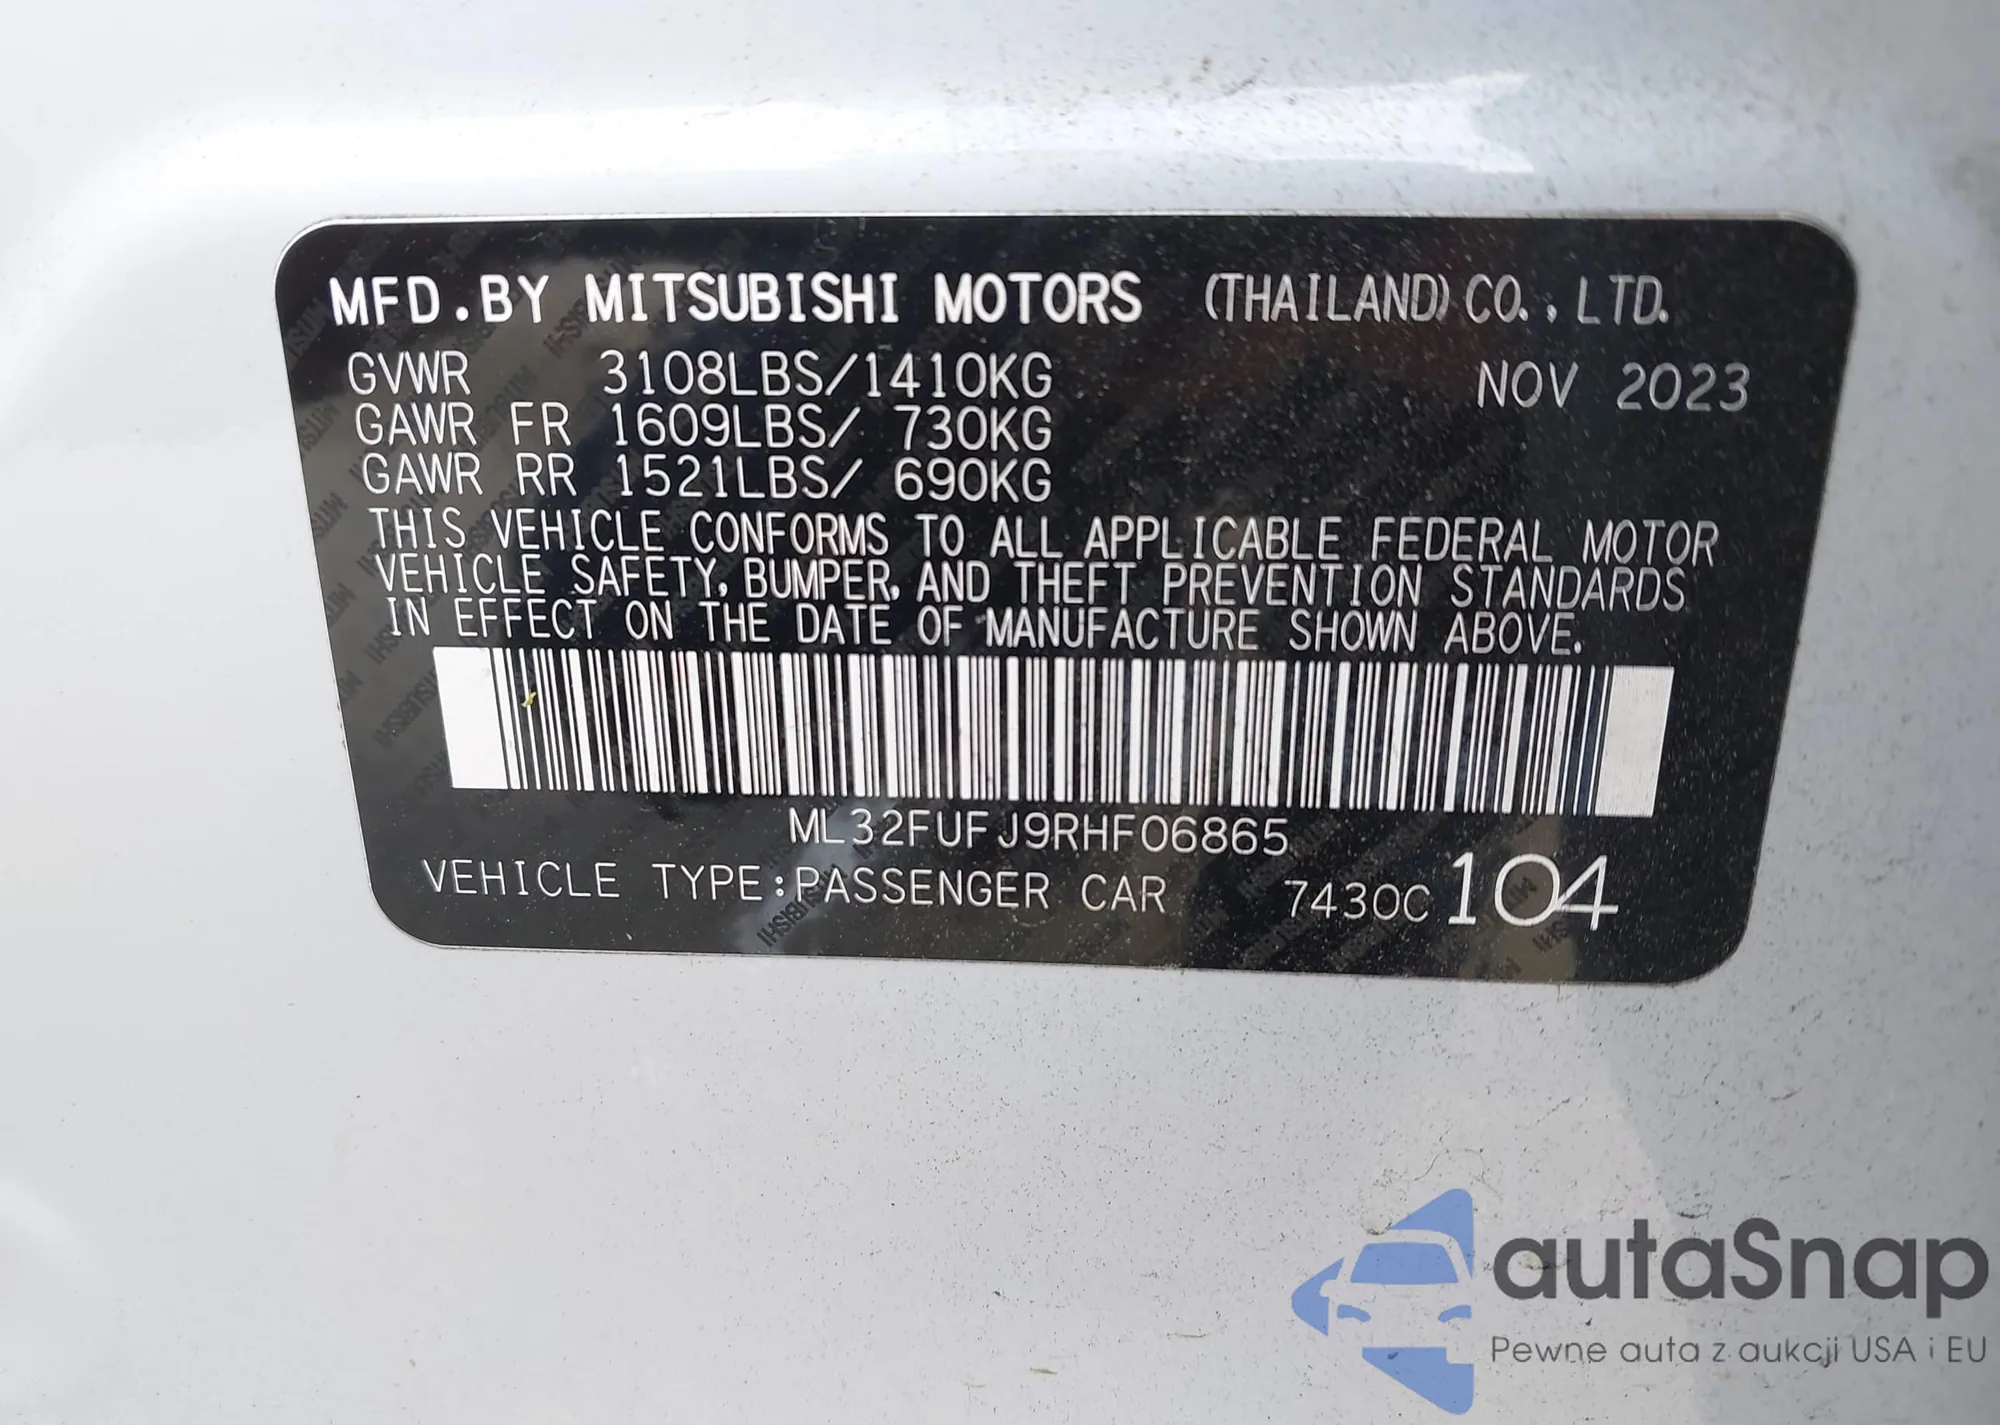 MFD.BY MITSUBISHI MOTORS (THAILAND) CO., LTD.
GVWR 3108LBS/1410KG NOV 2023
GAWR FR 1609LBS/ 730KG
GAWR RR 1521LBS/ 690KG
THIS VEHICLE CONFORMS TO ALL APPLICABLE FEDERAL MOTOR
VEHICLE SAFETY, BUMPER, AND THEFT PREVENTION STANDARDS
IN EFFECT ON THE DATE OF MANUFACTURE SHOWN ABOVE.
ML32FUFJ9RHF06865
VEHICLE TYPE:PASSENGER CAR 7430C 104
autaSnap
Pewne auta z aukcji USA i EU